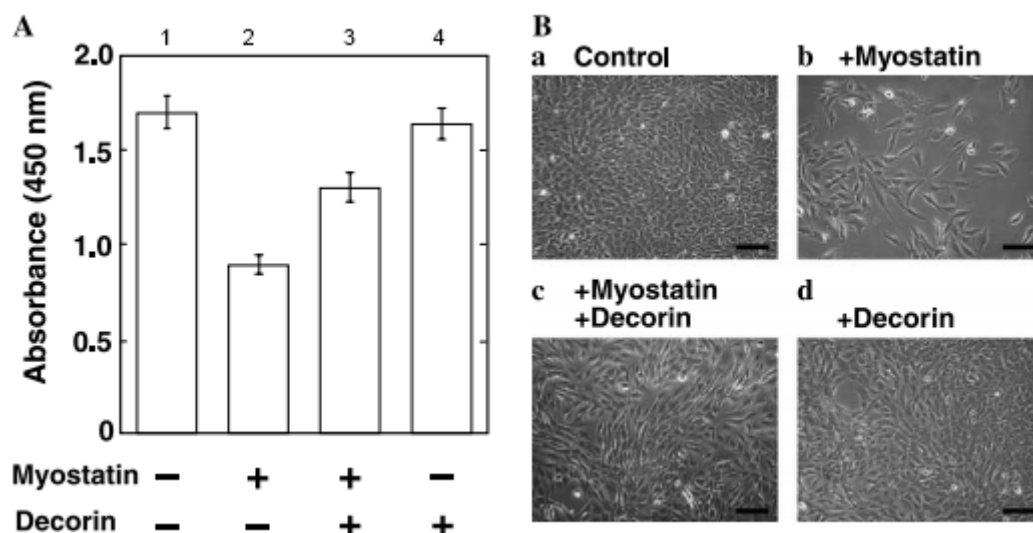 A
1 2 3 4
2.0
1.5
1.0
0.5
0
Absorbance (450 nm)
Myostatin − + + −
Decorin − − + +
B
a Control
b +Myostatin
c +Myostatin
+Decorin
d +Decorin